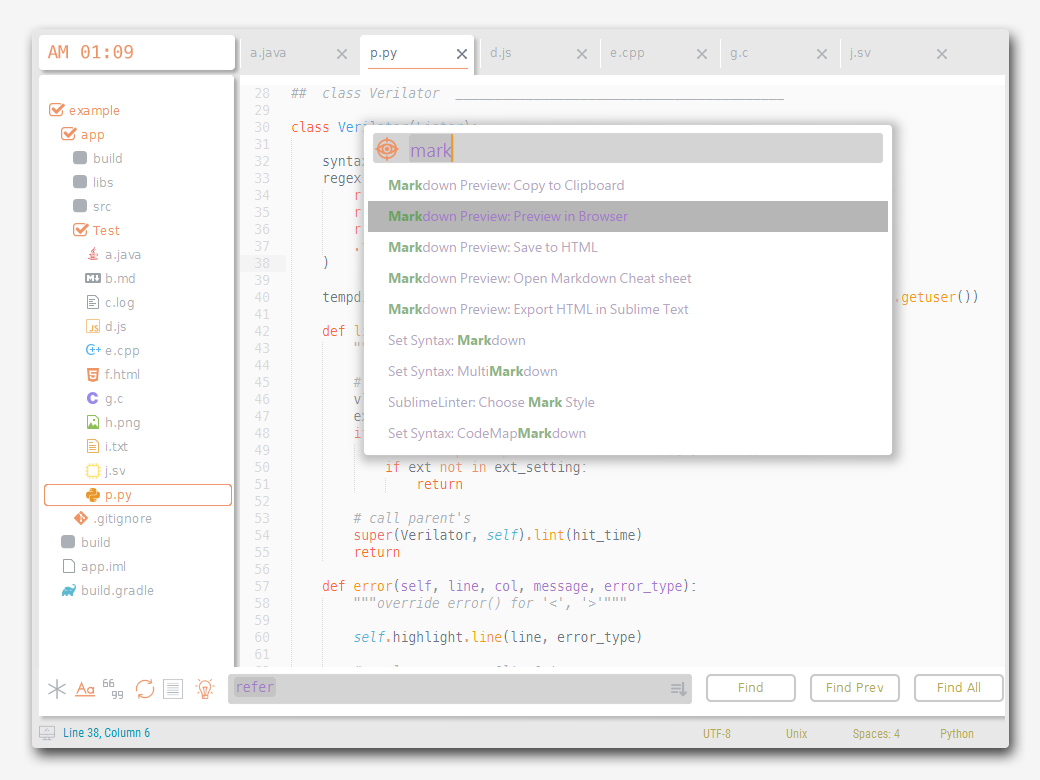 AM 01:09
a.java
p.py
d.js
e.cpp
g.c
j.sv
example
app
build
libs
src
Test
a.java
b.md
c.log
d.js
e.cpp
f.html
g.c
h.png
i.txt
j.sv
p.py
.gitignore
build
app.iml
build.gradle
28 ## class Verilator
29
30 class Verilator(Linter):
31
32 synta
33 regex
34 r
35 r
36 r
37 .
38 )
39
40 tempd .getuser())
41
42 def l
43 "
44
45 #
46 v
47 e
48 i
50 if ext not in ext_setting:
51 return
52
53 # call parent's
54 super(Verilator, self).lint(hit_time)
55 return
56
57 def error(self, line, col, message, error_type):
58 """override error() for '<', '>'"""
59
60 self.highlight.line(line, error_type)
61
mark
Markdown Preview: Copy to Clipboard
Markdown Preview: Preview in Browser
Markdown Preview: Save to HTML
Markdown Preview: Open Markdown Cheat sheet
Markdown Preview: Export HTML in Sublime Text
Set Syntax: Markdown
Set Syntax: MultiMarkdown
SublimeLinter: Choose Mark Style
Set Syntax: CodeMapMarkdown
Aa
66
99
refer
Find
Find Prev
Find All
Line 38, Column 6
UTF-8
Unix
Spaces: 4
Python